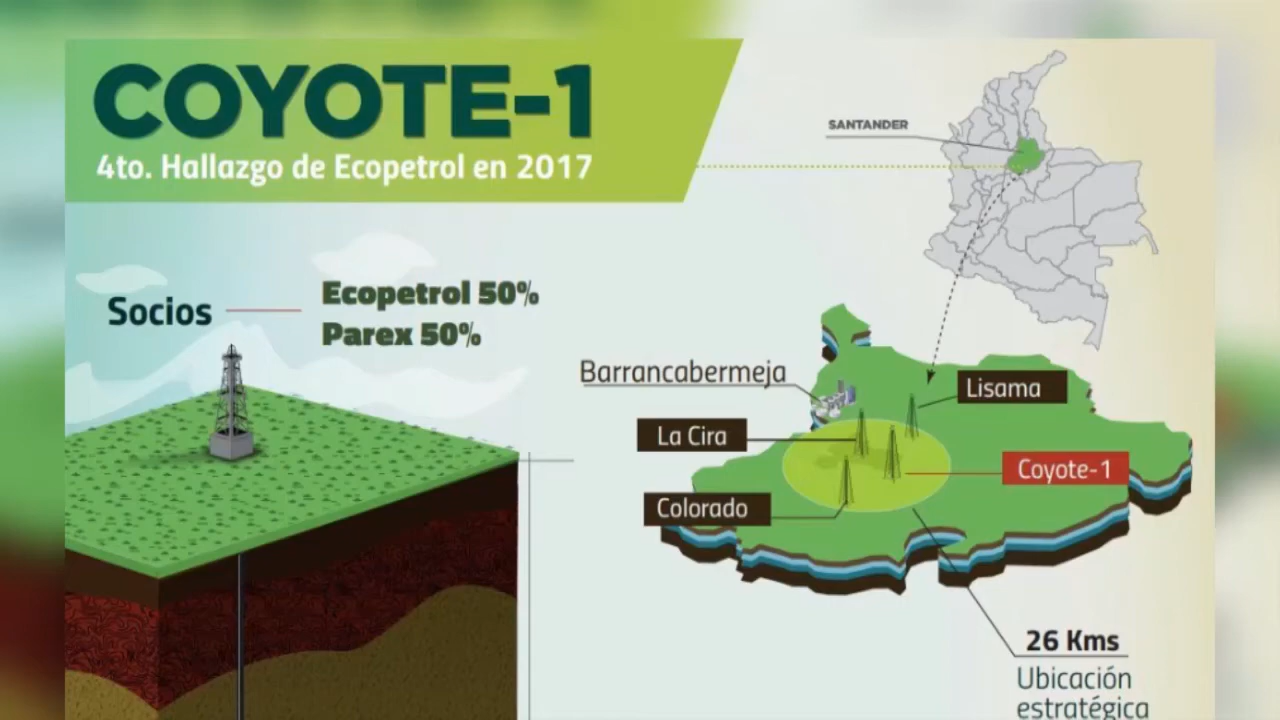 COYOTE-1
4to. Hallazgo de Ecopetrol en 2017
SANTANDER
Socios
Ecopetrol 50%
Parex 50%
Barrancabermeja
Lisama
La Cira
Coyote-1
Colorado
26 Kms
Ubicación
estratégica